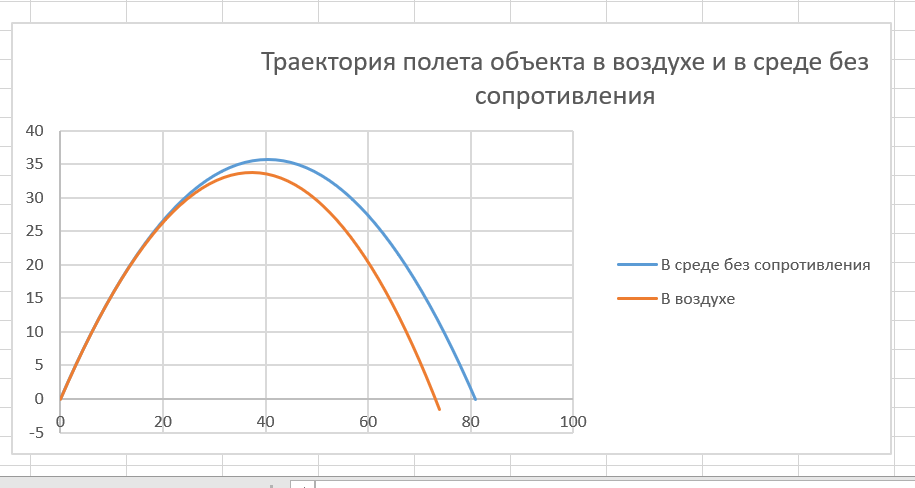 Траектория полета объекта в воздухе и в среде без
сопротивления
40
35
30
25
20
15
10
5
0
-5
0 20 40 60 80 100
В среде без сопротивления
В воздухе